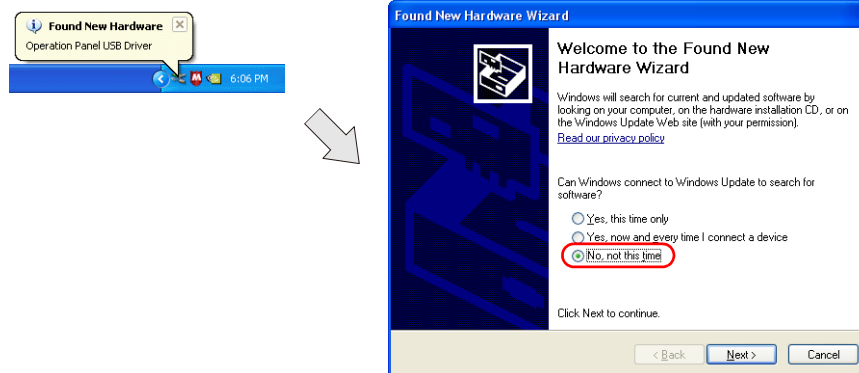 Found New Hardware
Operation Panel USB Driver
6:06 PM
Found New Hardware Wizard
Welcome to the Found New
Hardware Wizard
Windows will search for current and updated software by
looking on your computer, on the hardware installation CD, or on
the Windows Update Web site (with your permission).
Read our privacy policy
Can Windows connect to Windows Update to search for
software?
Yes, this time only
Yes, now and every time I connect a device
No, not this time
Click Next to continue.
< Back
Next >
Cancel